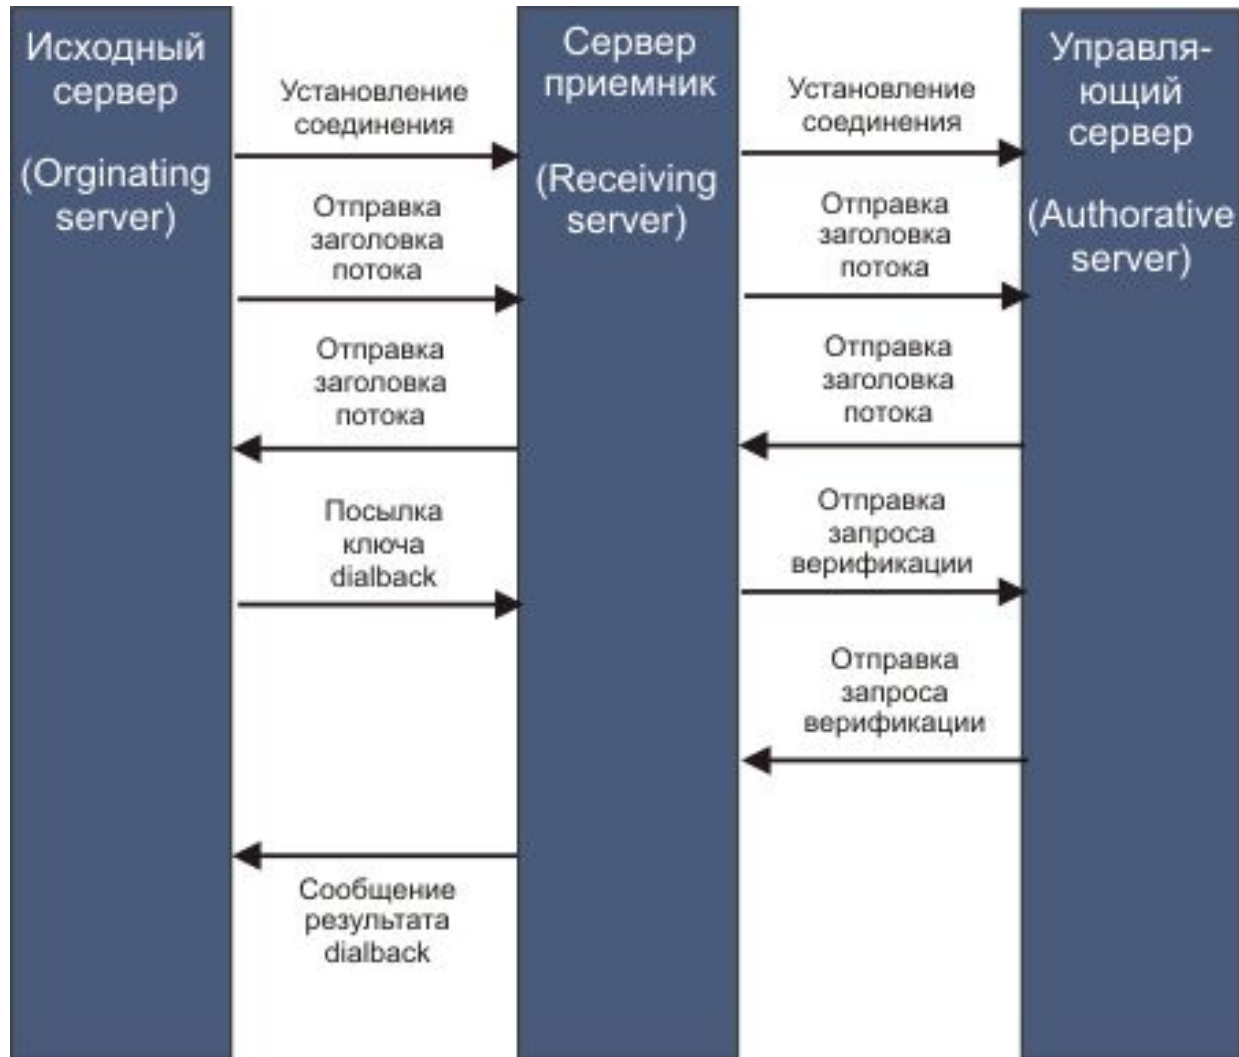 Исходный
сервер
(Orginating
server)
Сервер
приемник
(Receiving
server)
Управля-
ющий
сервер
(Authorative
server)
Установление
соединения
Отправка
заголовка
потока
Отправка
заголовка
потока
Посылка
ключа
dialback
Сообщение
результата
dialback
Установление
соединения
Отправка
заголовка
потока
Отправка
заголовка
потока
Отправка
запроса
верификации
Отправка
запроса
верификации